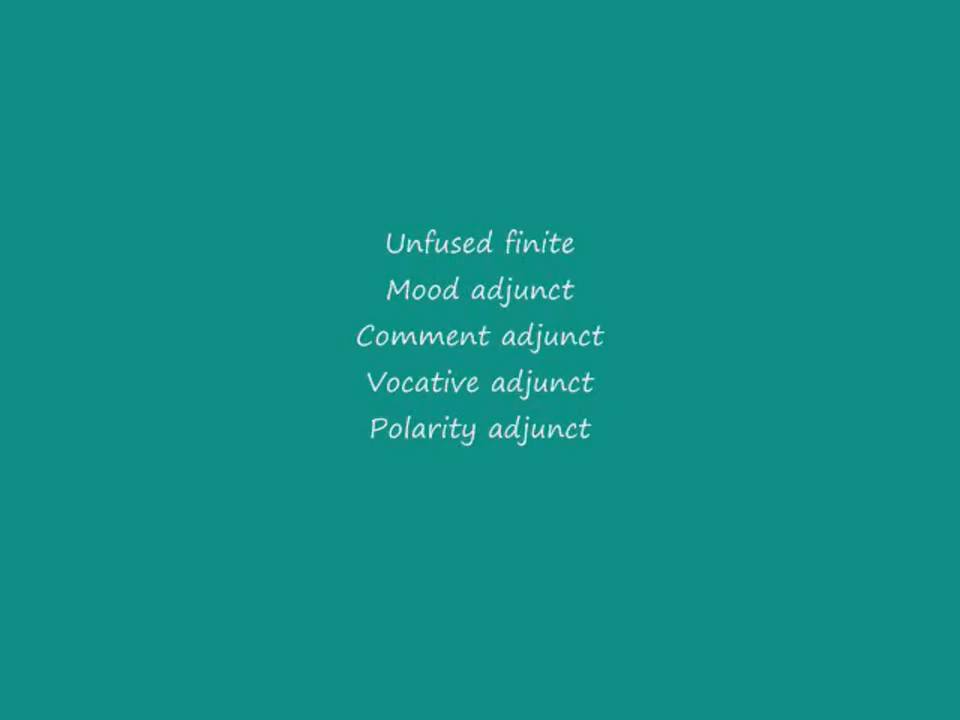 Unfused finite
Mood adjunct
Comment adjunct
Vocative adjunct
Polarity adjunct